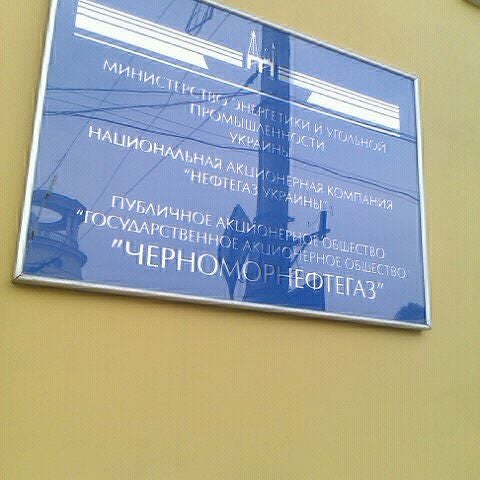 МИНИСТЕРСТВО ЭНЕРГЕТИКИ И УГОЛЬНОЙ
ПРОМЫШЛЕННОСТИ
УКРАИНЫ
НАЦИОНАЛЬНАЯ АКЦИОНЕРНАЯ КОМПАНИЯ
"НЕФТЕГАЗ УКРАИНЫ"
ПУБЛИЧНОЕ АКЦИОНЕРНОЕ ОБЩЕСТВО
"ГОСУДАРСТВЕННОЕ АКЦИОНЕРНОЕ ОБЩЕСТВО
"ЧЕРНОМОРНЕФТЕГАЗ"